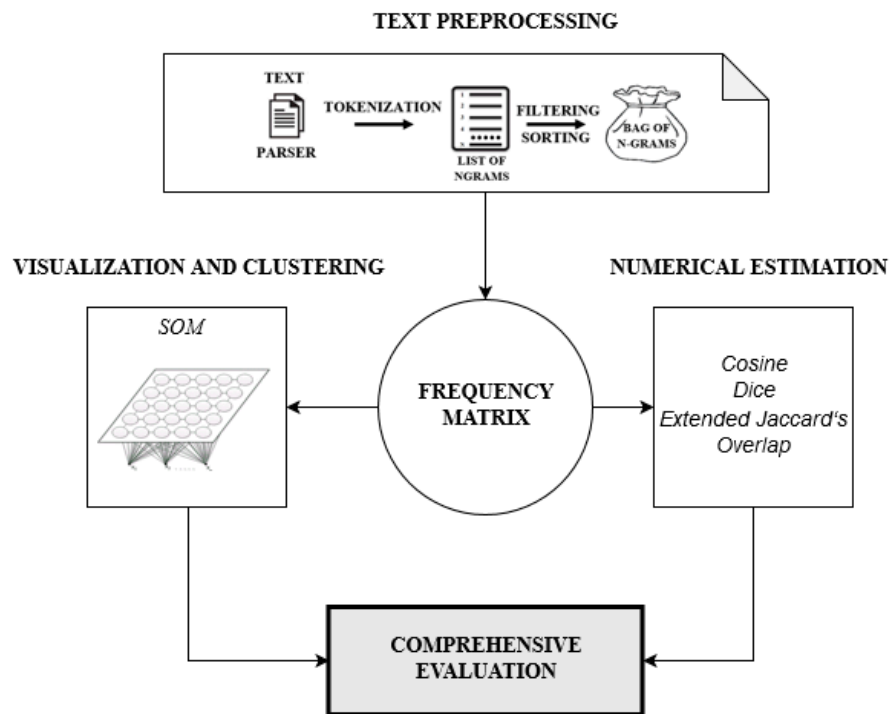 TEXT PREPROCESSING
TEXT
PARSER
TOKENIZATION
LIST OF
NGRAMS
FILTERING
SORTING
BAG OF
N-GRAMS
VISUALIZATION AND CLUSTERING
NUMERICAL ESTIMATION
SOM
FREQUENCY
MATRIX
Cosine
Dice
Extended Jaccard‘s
Overlap
COMPREHENSIVE
EVALUATION